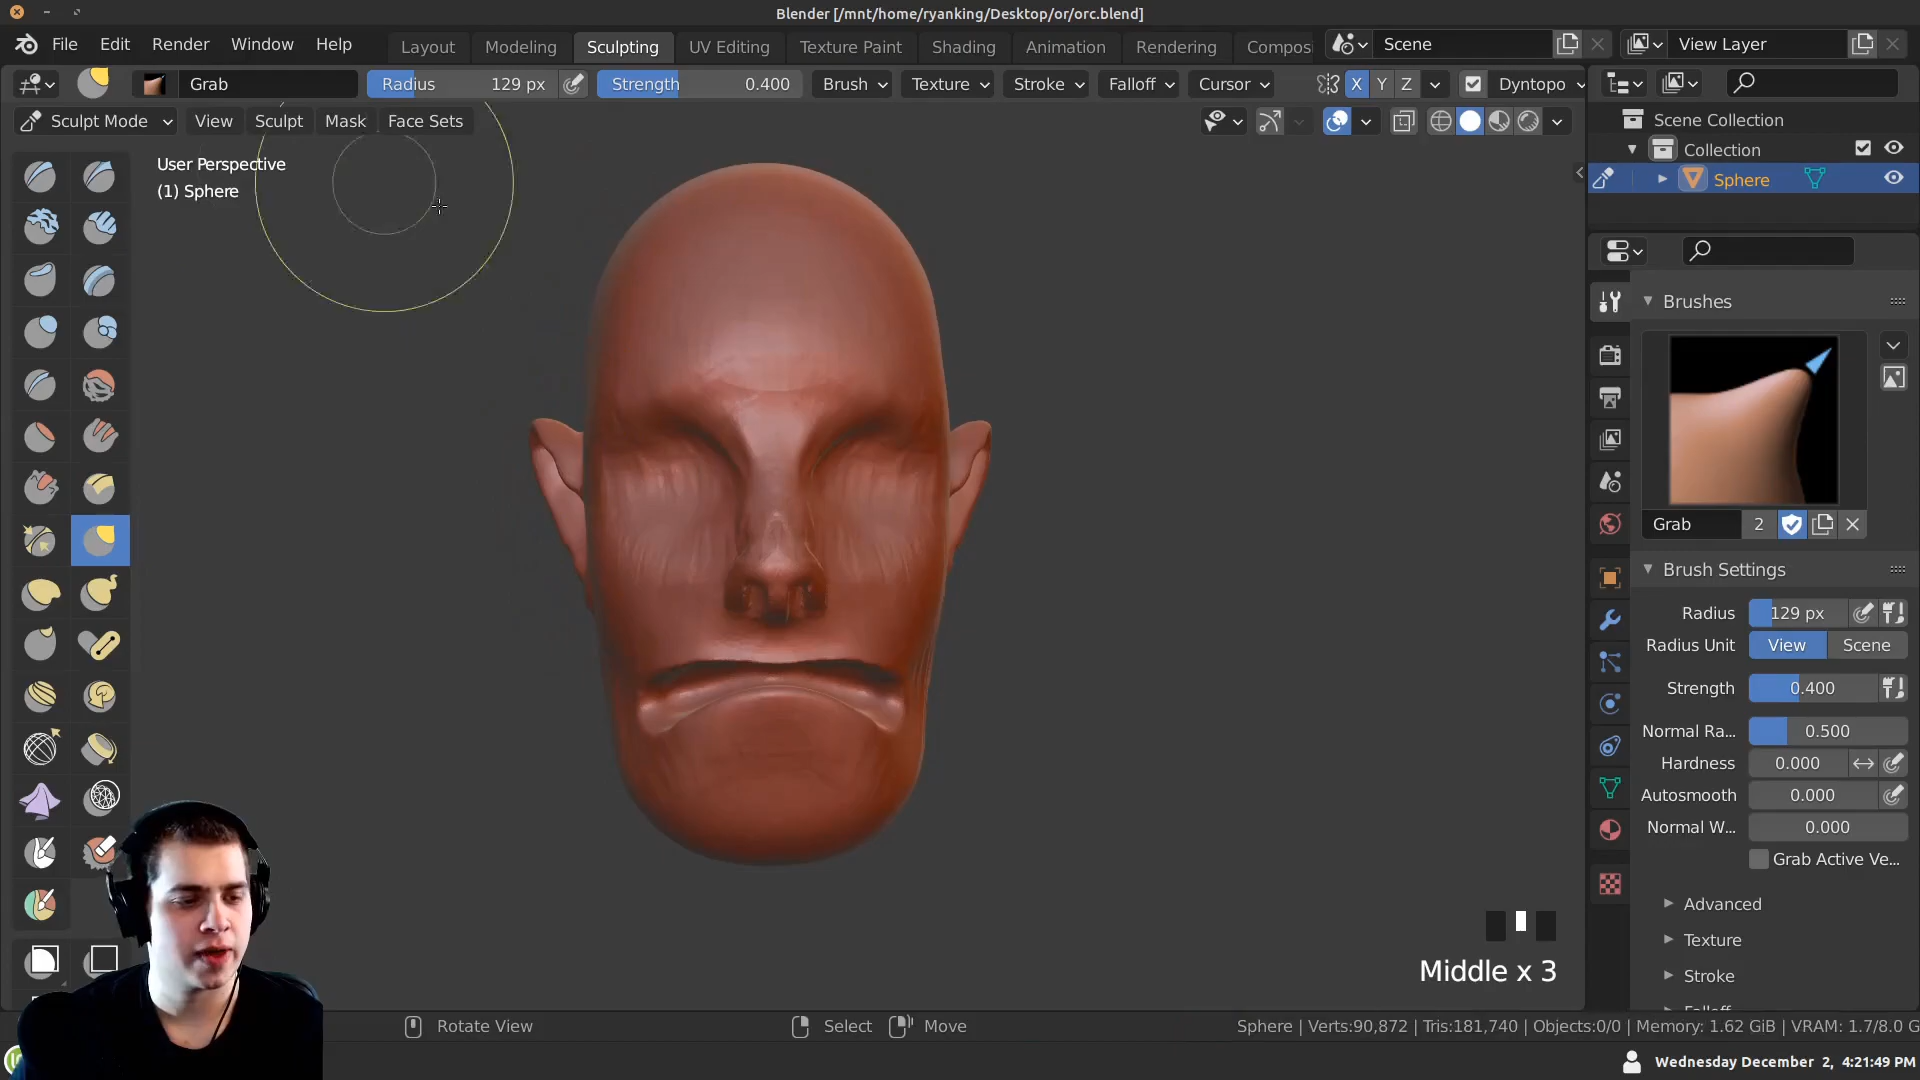 Blender [/mnt/home/ryanking/Desktop/or/orc.blend]
File Edit Render Window Help Layout Modeling Sculpting UV Editing Texture Paint Shading Animation Rendering Compos Scene View Layer
Grab Radius 129 px Strength 0.400 Brush Texture Stroke Falloff Cursor X Y Z Dyntopo
Sculpt Mode View Sculpt Mask Face Sets
Scene Collection
Collection
Sphere
User Perspective
(1) Sphere
Brushes
Grab 2
Brush Settings
Radius 129 px
Radius Unit View Scene
Strength 0.400
Normal Ra... 0.500
Hardness 0.000
Autosmooth 0.000
Normal W... 0.000
Grab Active Ve...
Advanced
Texture
Stroke
Middle x 3
Rotate View Select Move Sphere | Verts:90,872 | Tris:181,740 | Objects:0/0 | Memory: 1.62 GiB | VRAM: 1.7/8.0 G
Wednesday December 2, 4:21:49 PM